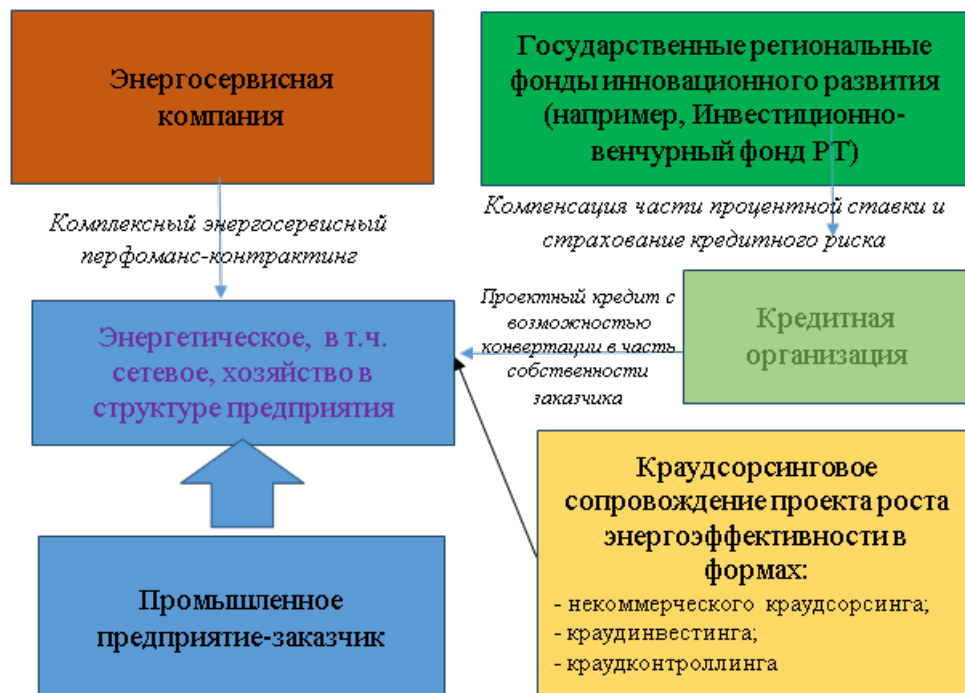 Энергосервисная
компания
Государственные региональные
фонды инновационного развития
(например, Инвестиционно-
венчурный фонд РТ)
Комплексный энергосервисный
перфоманс-контрактинг
Компенсация части процентной ставки и
страхование кредитного риска
Энергетическое, в т.ч.
сетевое, хозяйство в
структуре предприятия
Проектный кредит с
возможностью
конвертации в часть
собственности
заказчика
Кредитная
организация
Промышленное
предприятие-заказчик
Краудсорсинговое
сопровождение проекта роста
энергоэффективности в
формах:
- некоммерческого краудсорсинга;
- краудинвестинга;
- краудконтроллинга